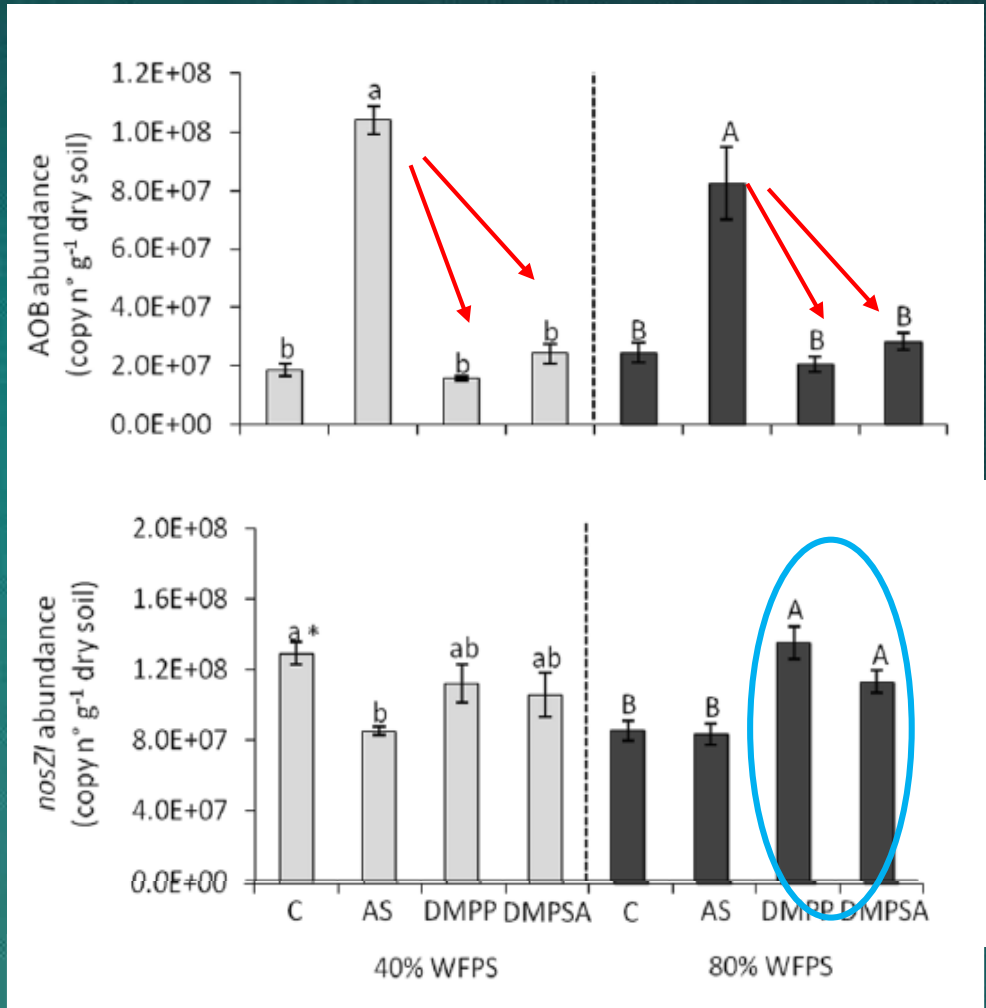 1.2E+08
1.0E+08
8.0E+07
6.0E+07
4.0E+07
2.0E+07
0.0E+00
AOB abundance
(copy n° g⁻¹ dry soil)
b
a
b
b
B
A
B
B
2.0E+08
1.6E+08
1.2E+08
8.0E+07
4.0E+07
0.0E+00
nosZI abundance
(copy n° g⁻¹ dry soil)
a *
b
ab
ab
B
B
A
A
C AS DMPP DMPSA C AS DMPP DMPSA
40% WFPS 80% WFPS